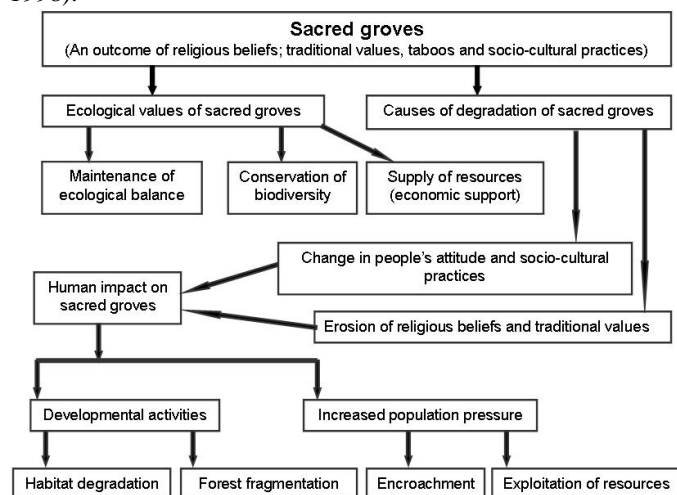 Sacred groves
(An outcome of religious beliefs; traditional values, taboos and socio-cultural practices)
Ecological values of sacred groves
Causes of degradation of sacred groves
Maintenance of
ecological balance
Conservation of
biodiversity
Supply of resources
(economic support)
Change in people's attitude and socio-cultural
practices
Human impact on
sacred groves
Erosion of religious beliefs and traditional values
Developmental activities
Increased population pressure
Habitat degradation
Forest fragmentation
Encroachment
Exploitation of resources